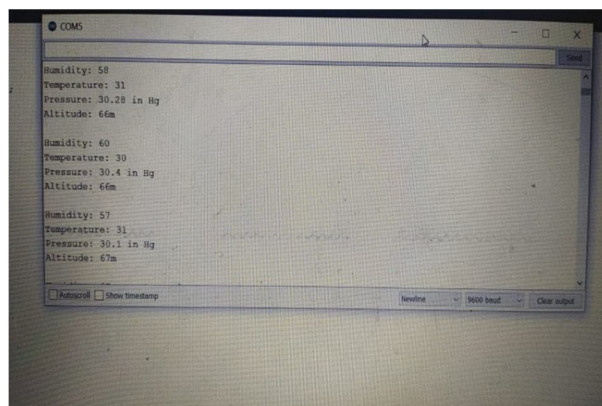 COM5
Send
Humidity: 58
Temperature: 31
Pressure: 30.28 in Hg
Altitude: 66m
Humidity: 60
Temperature: 30
Pressure: 30.4 in Hg
Altitude: 66m
Humidity: 57
Temperature: 31
Pressure: 30.1 in Hg
Altitude: 67m
Autoscroll Show timestamp Newline 9600 baud Clear output